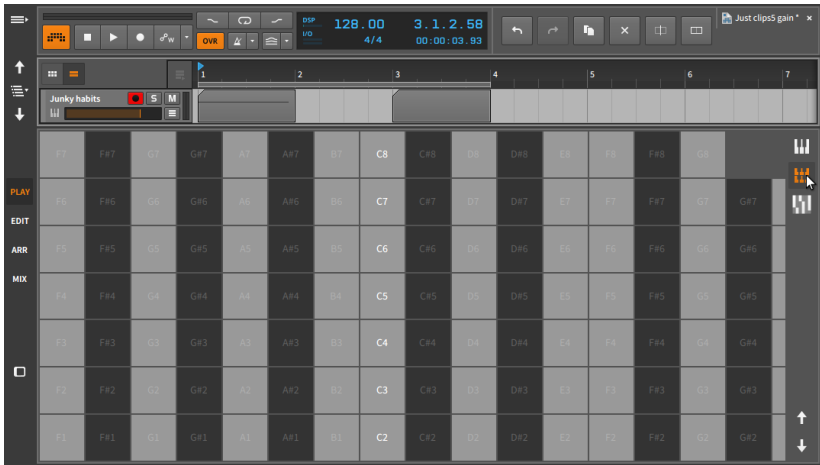 DSP
I/O
128.00
4/4
3.1.2.58
00:00:03.93
Just clips5 gain *
×
W
OVR
1 2 3 4 5 6 7
Junky habits
S M
PLAY
EDIT
ARR
MIX
F7 F#7 G7 G#7 A7 A#7 B7 C8 C#8 D8 D#8 E8 F8 F#8 G8
F6 F#6 G6 G#6 A6 A#6 B6 C7 C#7 D7 D#7 E7 F7 F#7 G7 G#7
F5 F#5 G5 G#5 A5 A#5 B5 C6 C#6 D6 D#6 E6 F6 F#6 G6 G#6
F4 F#4 G4 G#4 A4 A#4 B4 C5 C#5 D5 D#5 E5 F5 F#5 G5 G#5
F3 F#3 G3 G#3 A3 A#3 B3 C4 C#4 D4 D#4 E4 F4 F#4 G4 G#4
F2 F#2 G2 G#2 A2 A#2 B2 C3 C#3 D3 D#3 E3 F3 F#3 G3 G#3
F1 F#1 G1 G#1 A1 A#1 B1 C2 C#2 D2 D#2 E2 F2 F#2 G2 G#2